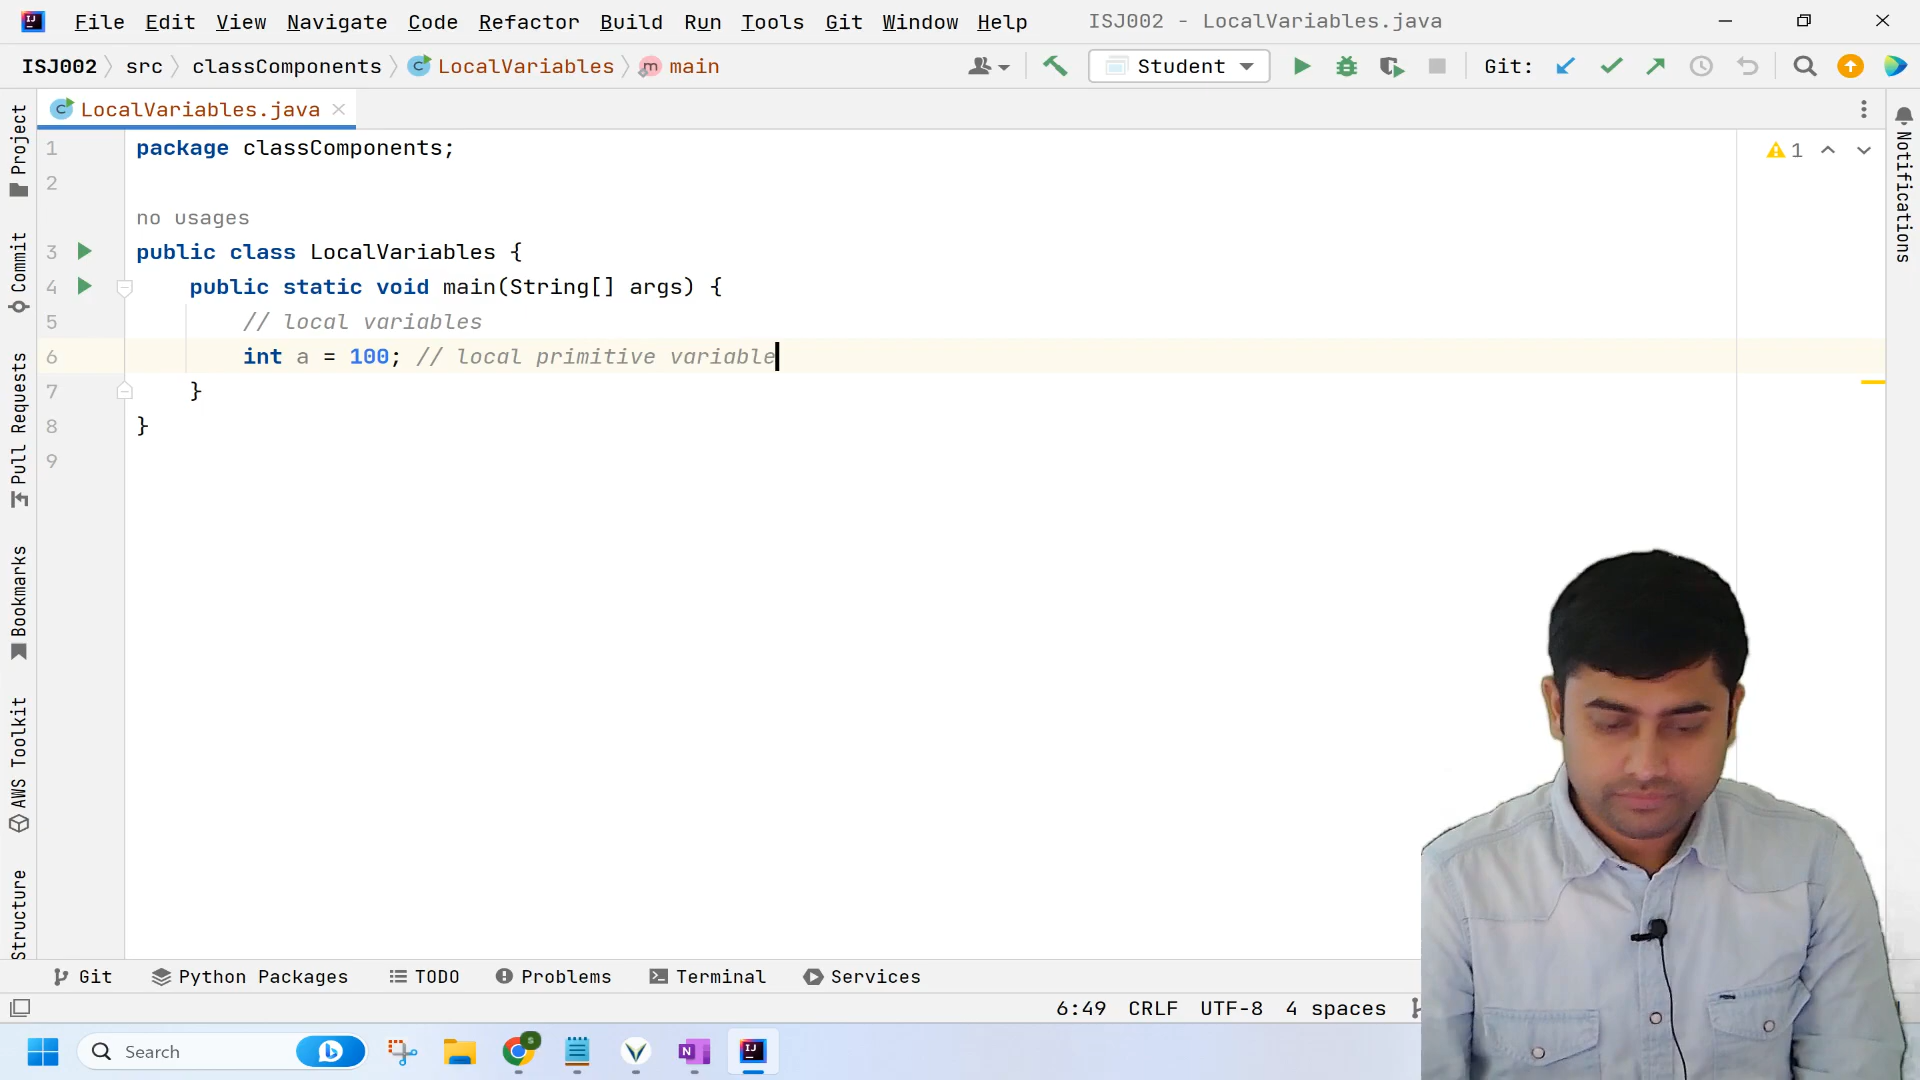 File Edit View Navigate Code Refactor Build Run Tools Git Window Help ISJ002 - LocalVariables.java
ISJ002 src classComponents LocalVariables main Student Git:
LocalVariables.java
1 package classComponents; 1
2
no usages
3 public class LocalVariables {
4 public static void main(String[] args) {
5 // local variables
6 int a = 100; // local primitive variable
7 }
8 }
9
Project
Commit
Pull Requests
Bookmarks
AWS Toolkit
Structure
Notifications
Git Python Packages TODO Problems Terminal Services
6:49 CRLF UTF-8 4 spaces
Search